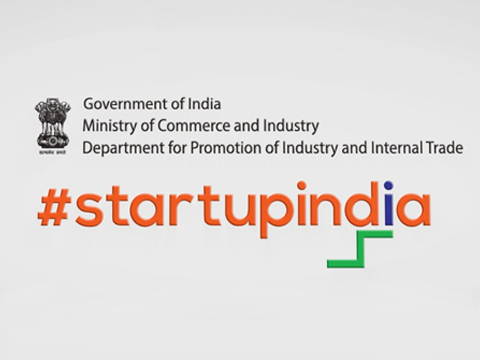 Government of India
Ministry of Commerce and Industry
Department for Promotion of Industry and Internal Trade
#startupindia